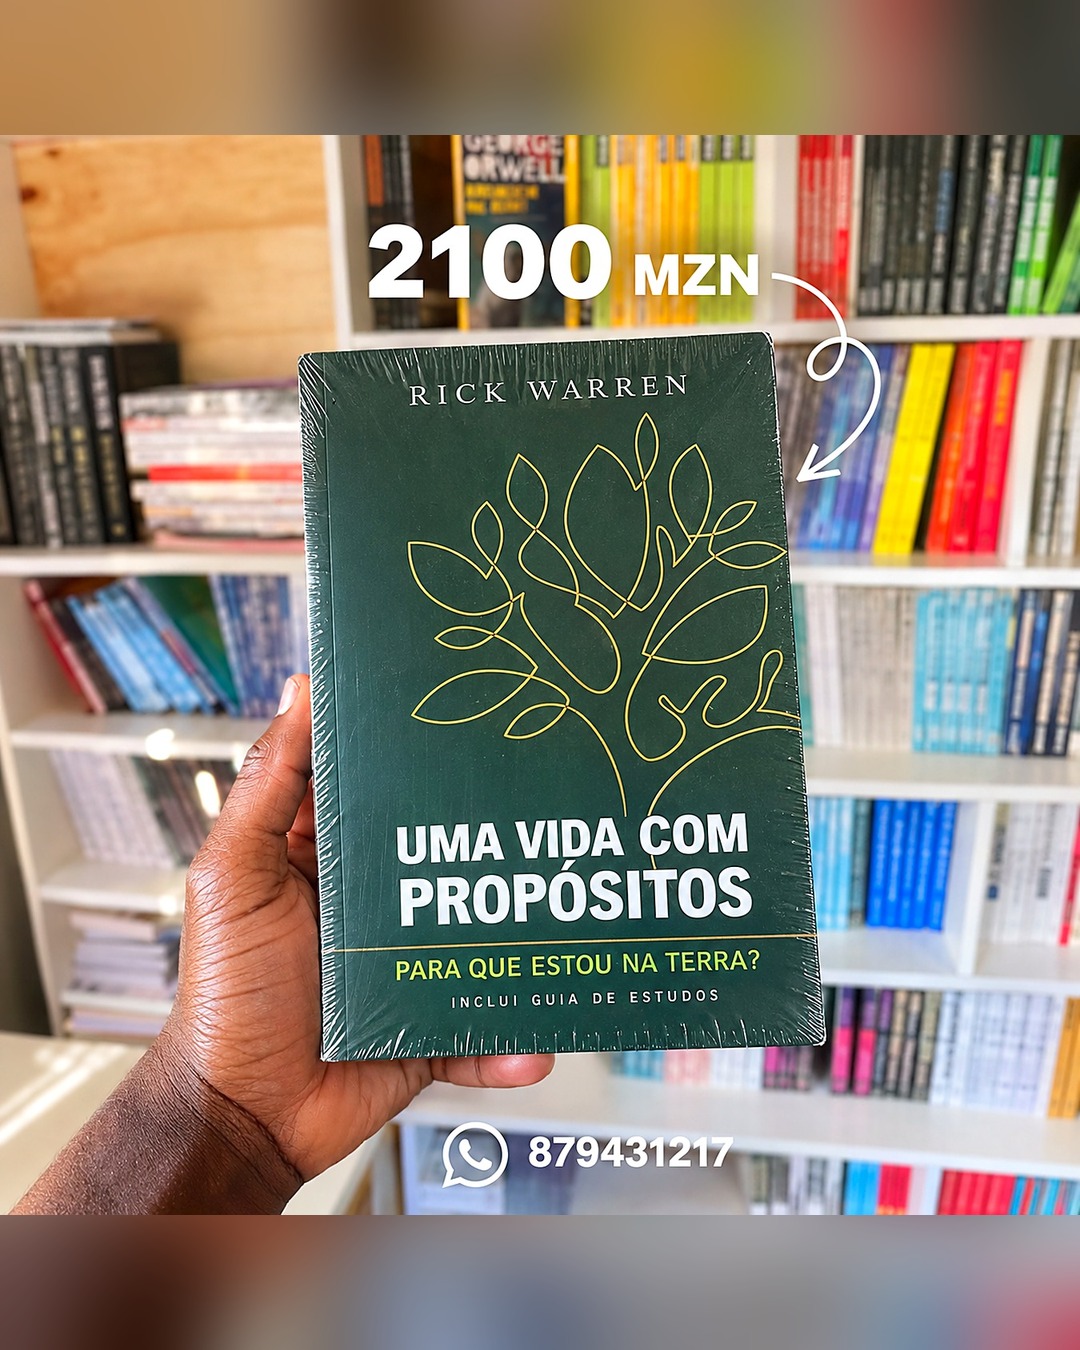 GEORGE
ORWELL
2100 MZN
RICK WARREN
UMA VIDA COM
PROPÓSITOS
PARA QUE ESTOU NA TERRA?
INCLUI GUIA DE ESTUDOS
879431217